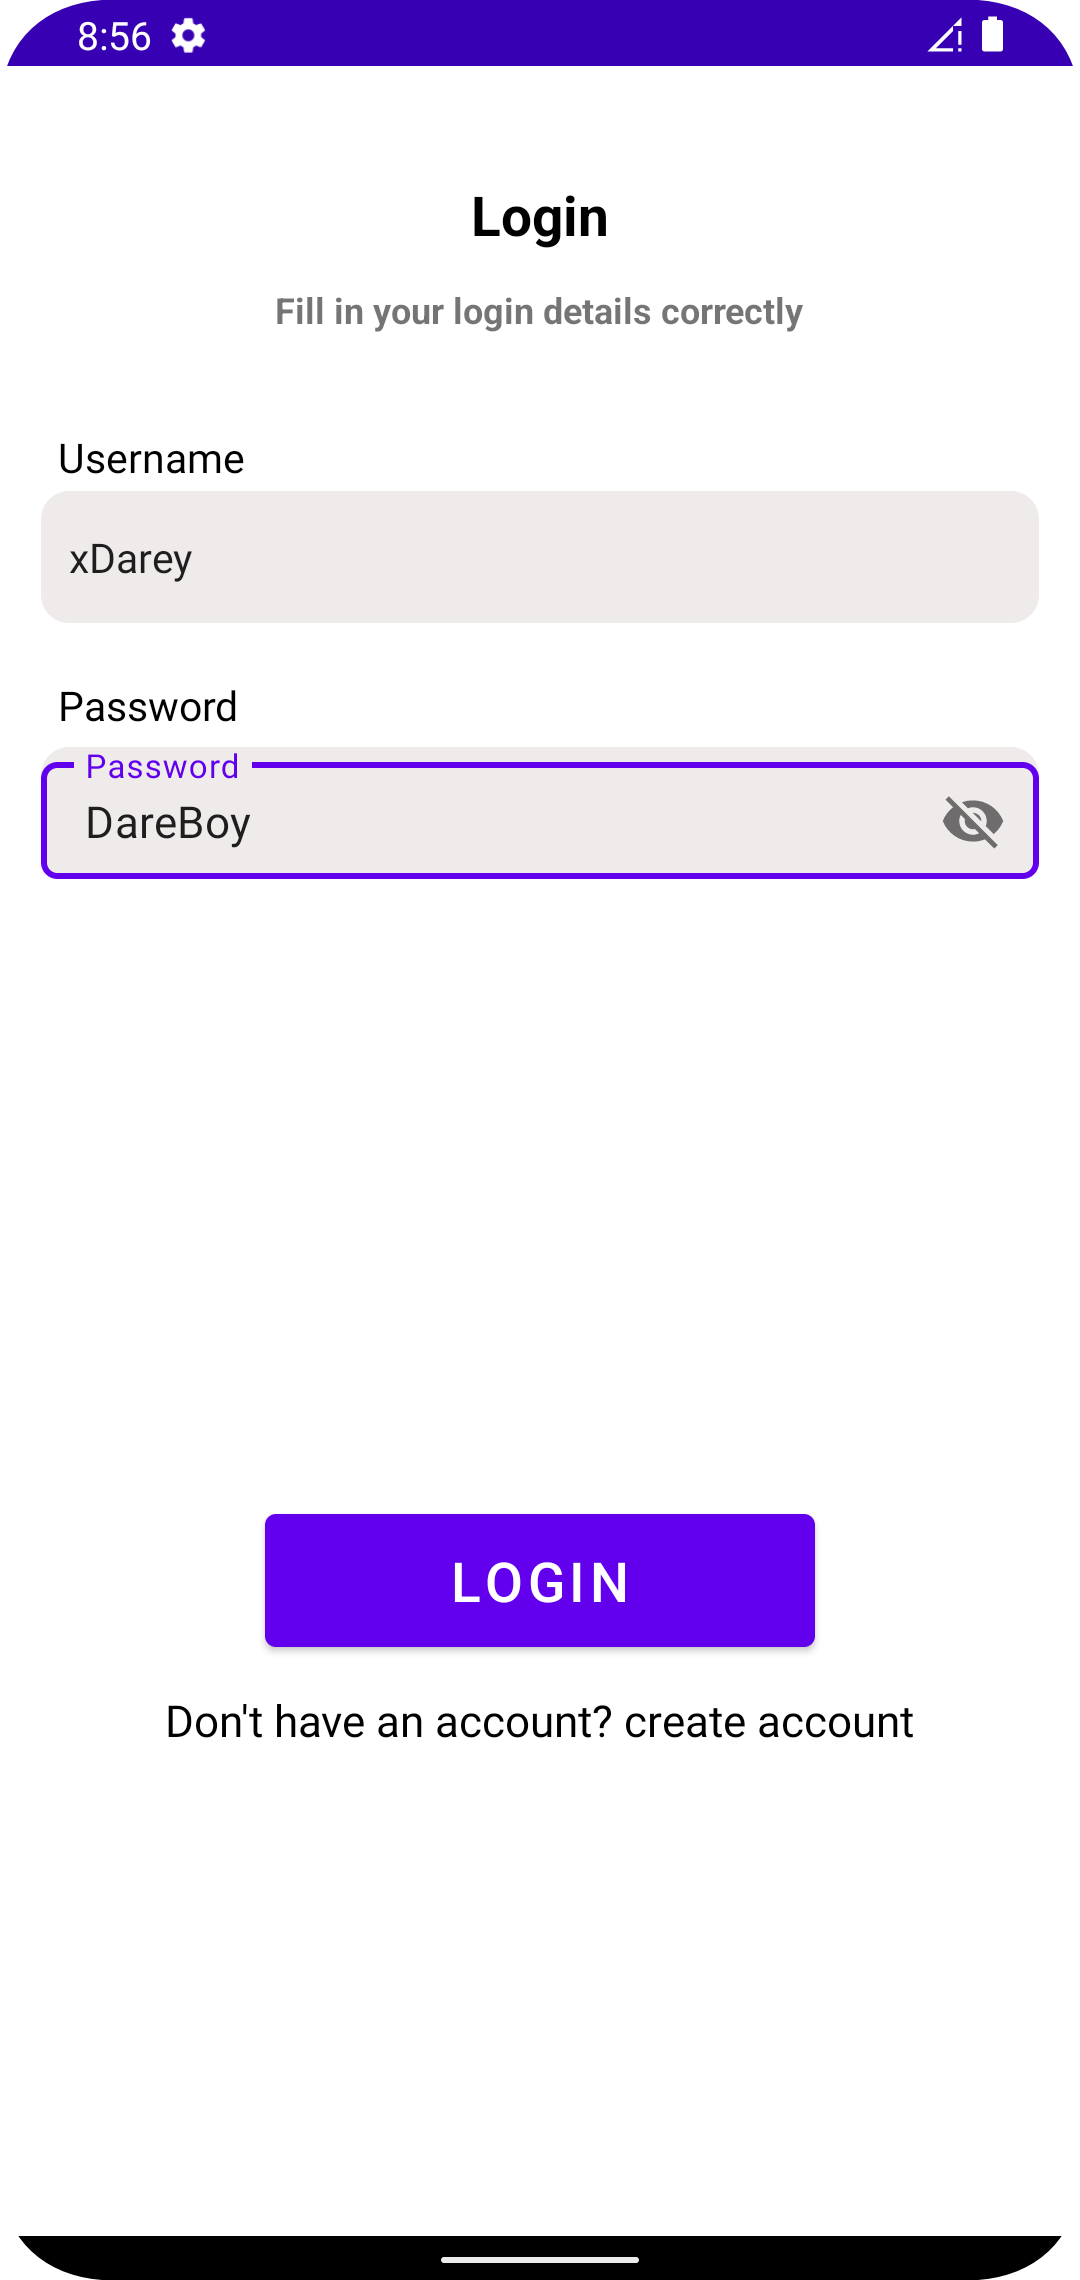 8:56
Login
Fill in your login details correctly
Username
xDarey
Password
Password
DareBoy
LOGIN
Don't have an account? create account